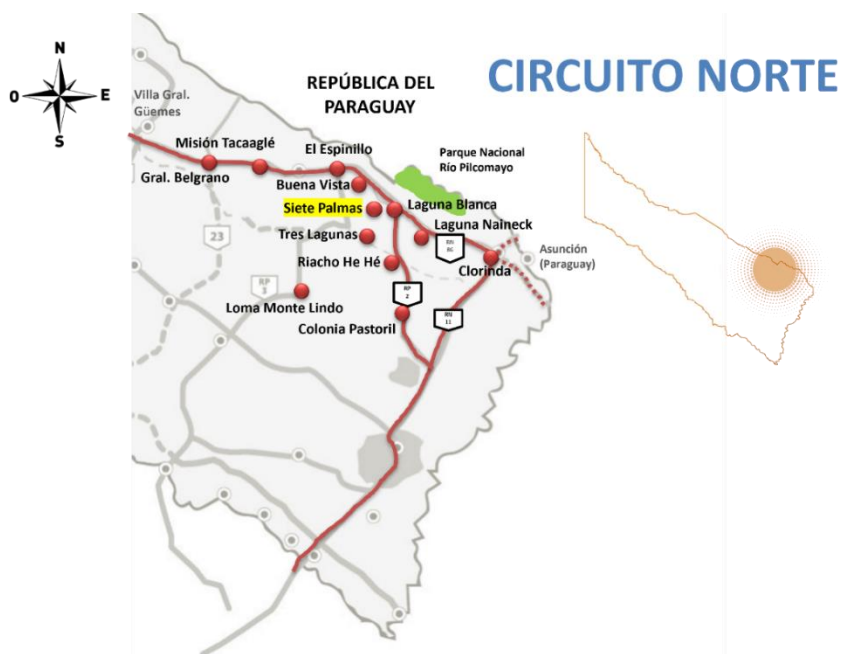 CIRCUITO NORTE
N
O
E
S
REPÚBLICA DEL
PARAGUAY
Villa Gral.
Güemes
Misión Tacaaglé
El Espinillo
Parque Nacional
Río Pilcomayo
Gral. Belgrano
Buena Vista
Siete Palmas
Laguna Blanca
Laguna Naineck
Tres Lagunas
23
RN
86
Asunción
(Paraguay)
Riacho He Hé
Clorinda
RP
3
RP
2
Loma Monte Lindo
RN
11
Colonia Pastoril